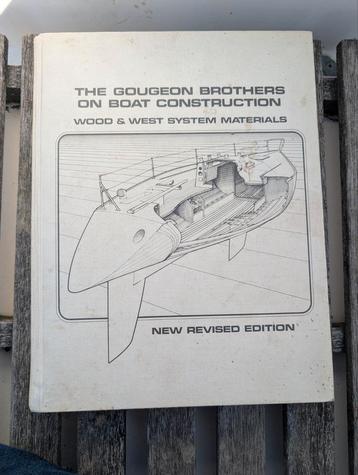 THE GOUGEON BROTHERS
ON BOAT CONSTRUCTION
WOOD & WEST SYSTEM MATERIALS
NEW REVISED EDITION